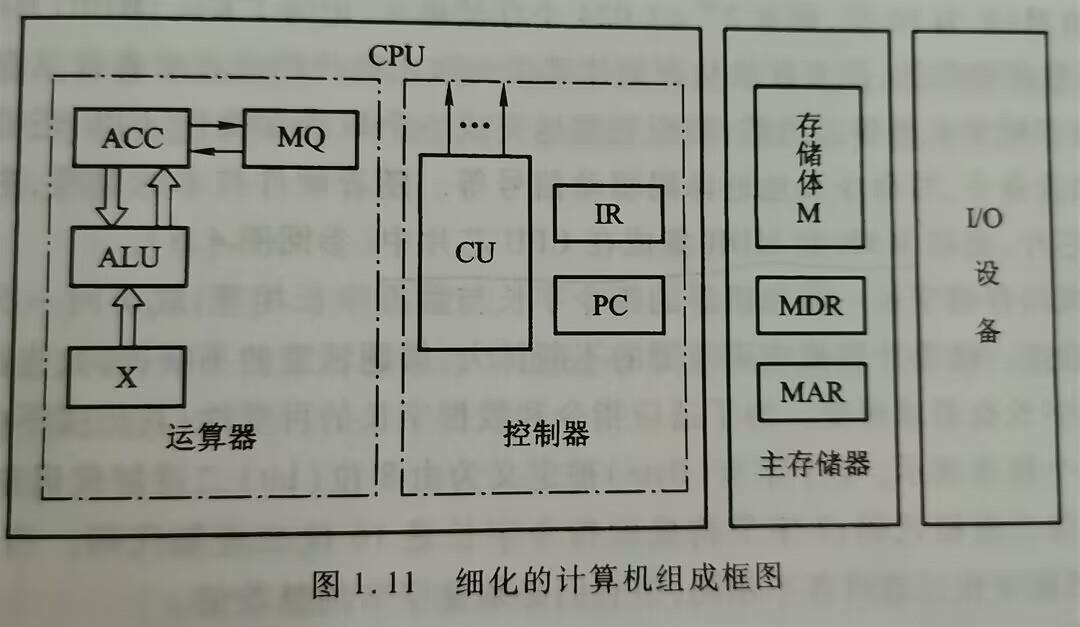 CPU
ACC
MQ
ALU
X
运算器
...
CU
IR
PC
控制器
存储体M
MDR
MAR
主存储器
I/O设备
图 1.11 细化的计算机组成框图